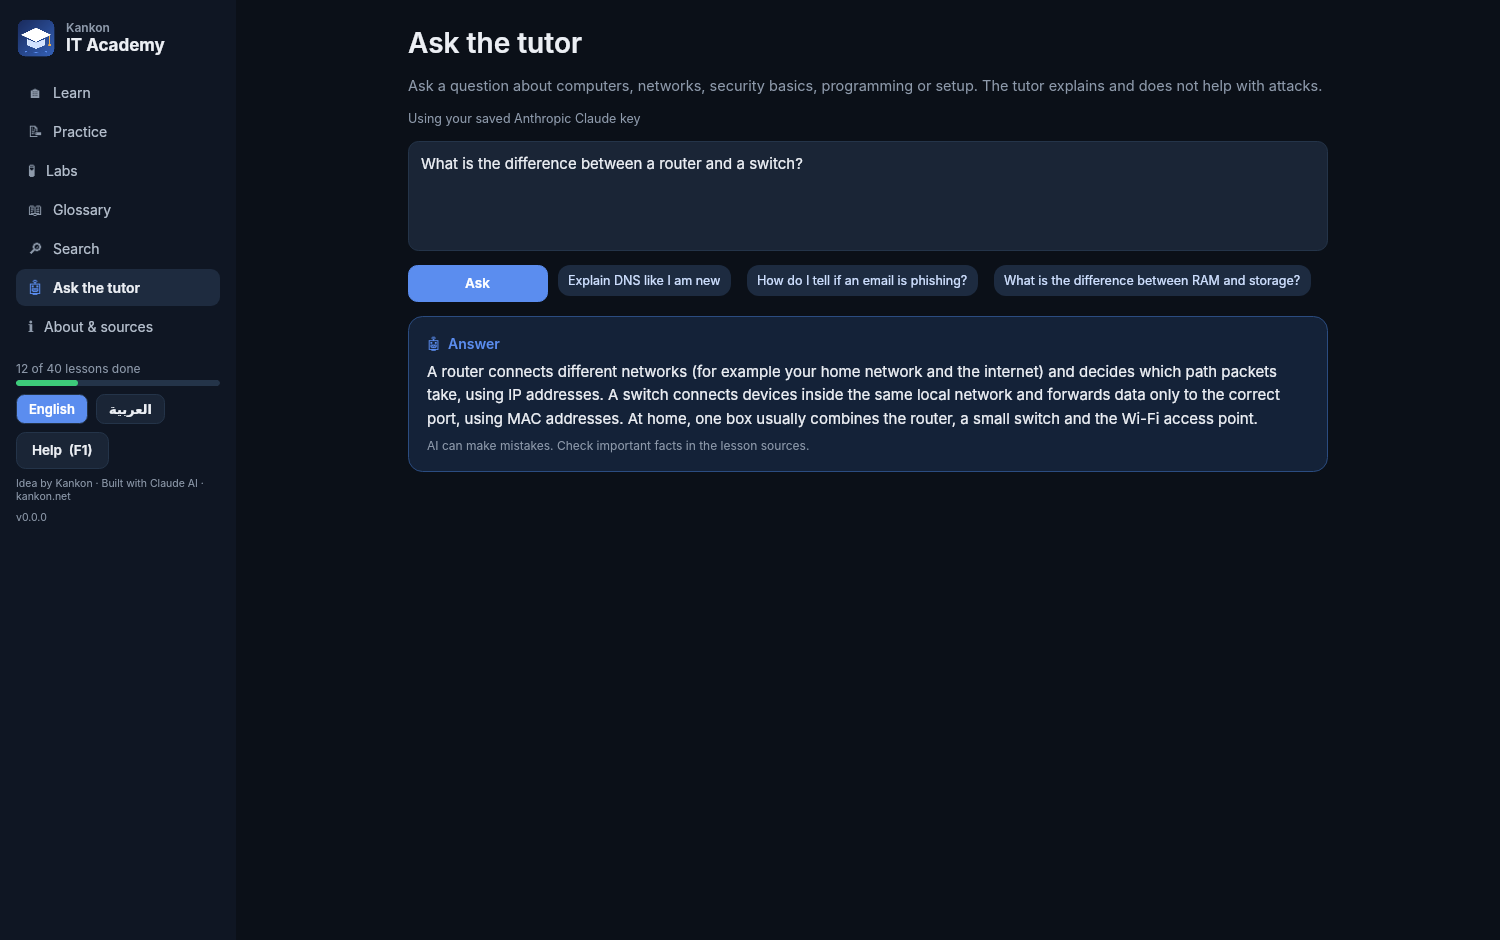 Kankon
IT Academy
Learn
Practice
Labs
Glossary
Search
Ask the tutor
About & sources
12 of 40 lessons done
English
العربية
Help (F1)
Idea by Kankon · Built with Claude AI ·
kankon.net
v0.0.0
Ask the tutor
Ask a question about computers, networks, security basics, programming or setup. The tutor explains and does not help with attacks.
Using your saved Anthropic Claude key
What is the difference between a router and a switch?
Ask
Explain DNS like I am new
How do I tell if an email is phishing?
What is the difference between RAM and storage?
Answer
A router connects different networks (for example your home network and the internet) and decides which path packets
take, using IP addresses. A switch connects devices inside the same local network and forwards data only to the correct
port, using MAC addresses. At home, one box usually combines the router, a small switch and the Wi-Fi access point.
AI can make mistakes. Check important facts in the lesson sources.